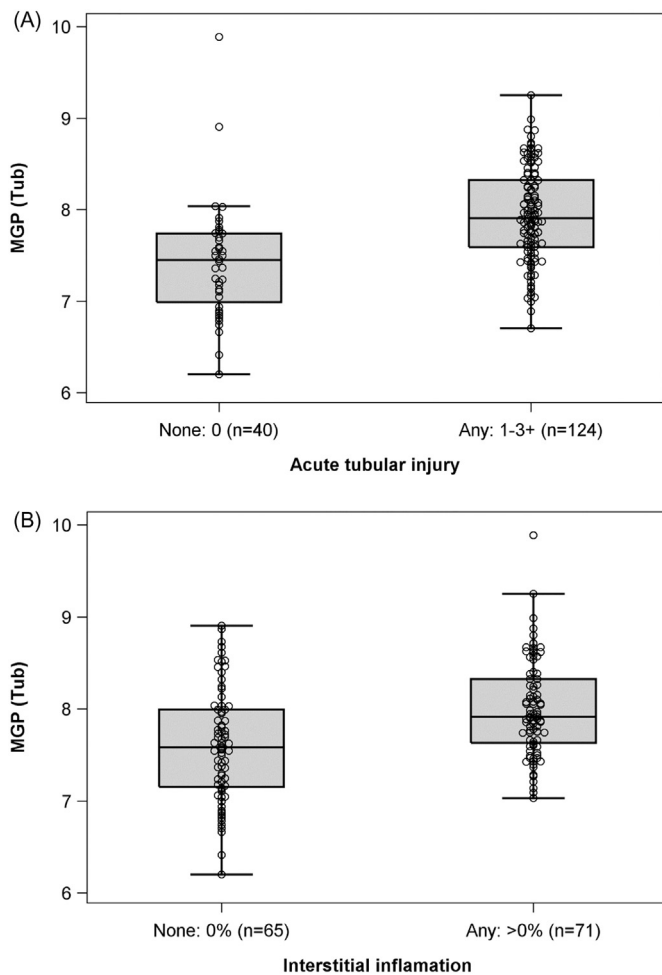 (A)
10
9
8
7
6
MGP (Tub)
None: 0 (n=40)
Any: 1-3+ (n=124)
Acute tubular injury
(B)
10
9
8
7
6
MGP (Tub)
None: 0% (n=65)
Any: >0% (n=71)
Interstitial inflamation